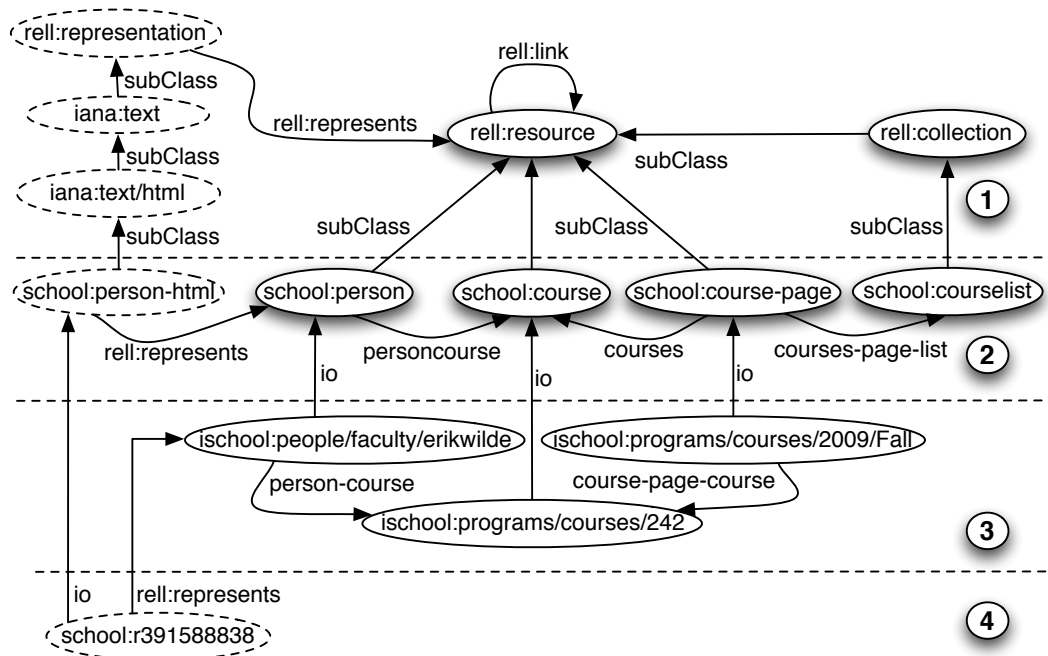 rell:representation
rell:link
subClass
iana:text
rell:represents
rell:resource
rell:collection
subClass
subClass
iana:text/html
1
subClass
subClass
subClass
subClass
school:person-html
school:person
school:course
school:course-page
school:courselist
rell:represents
personcourse
courses
courses-page-list
2
io
io
io
ischool:people/faculty/erikwilde
ischool:programs/courses/2009/Fall
person-course
course-page-course
ischool:programs/courses/242
3
io
rell:represents
4
school:r391588838